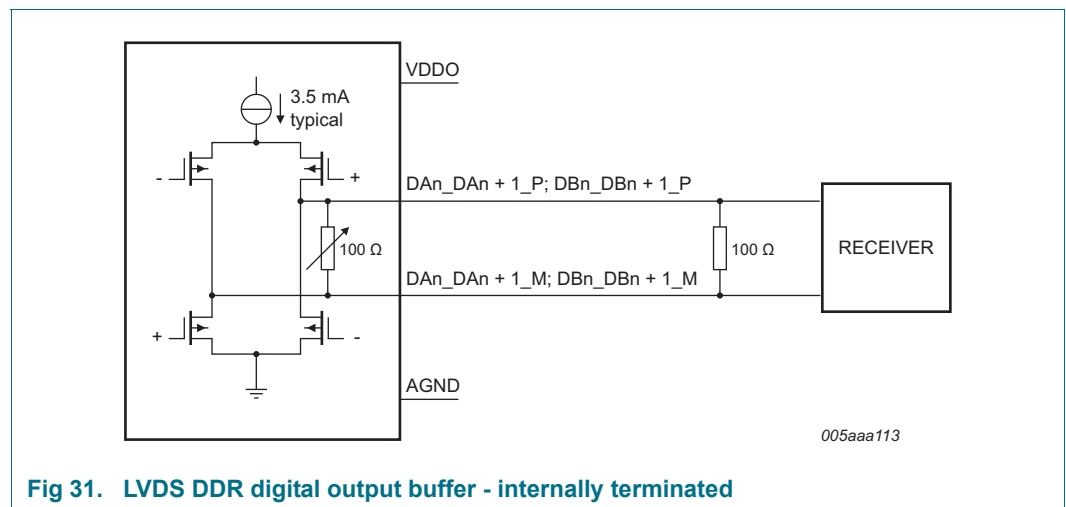 VDDO
3.5 mA
typical
-
+
DAn_DAn + 1_P; DBn_DBn + 1_P
100 Ω
100 Ω
RECEIVER
DAn_DAn + 1_M; DBn_DBn + 1_M
+
-
AGND
005aaa113
Fig 31. LVDS DDR digital output buffer - internally terminated